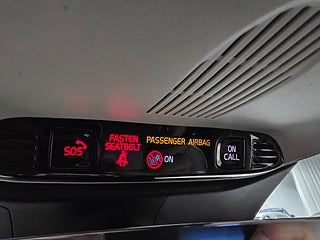 SOS
FASTEN
SEATBELT
PASSENGER AIRBAG
ON
ON
CALL